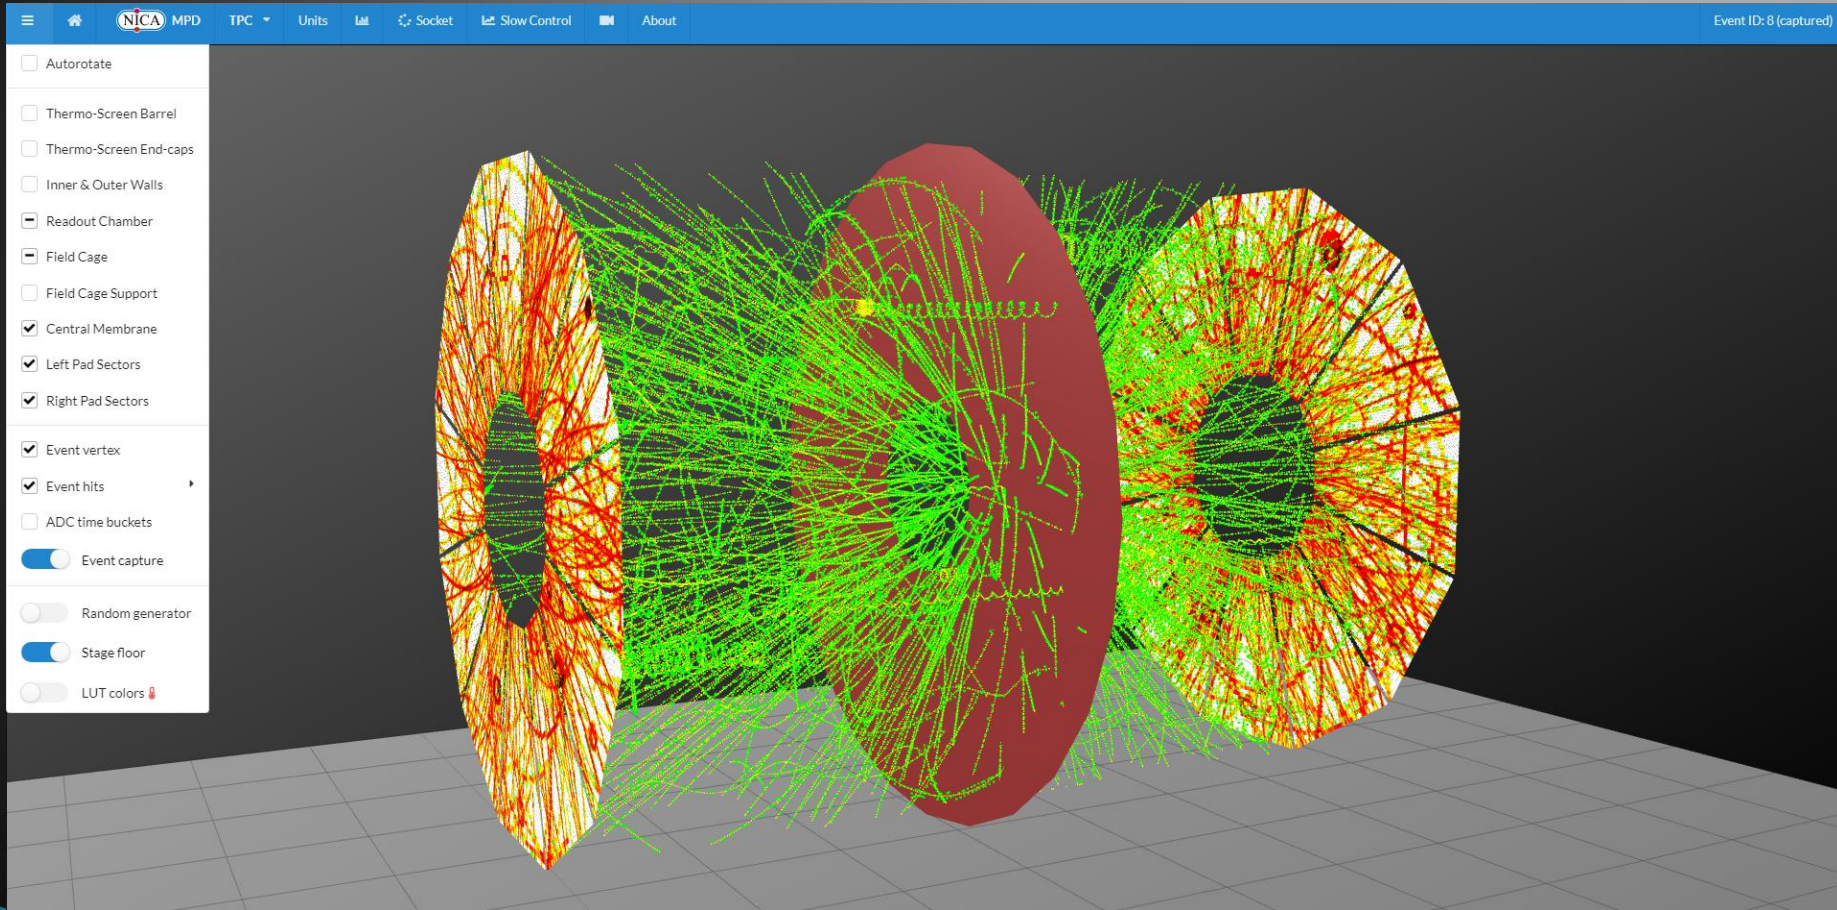 NICA MPD TPC Units Socket Slow Control About Event ID: 8 (captured)
Autorotate
Thermo-Screen Barrel
Thermo-Screen End-caps
Inner & Outer Walls
Readout Chamber
Field Cage
Field Cage Support
Central Membrane
Left Pad Sectors
Right Pad Sectors
Event vertex
Event hits
ADC time buckets
Event capture
Random generator
Stage floor
LUT colors